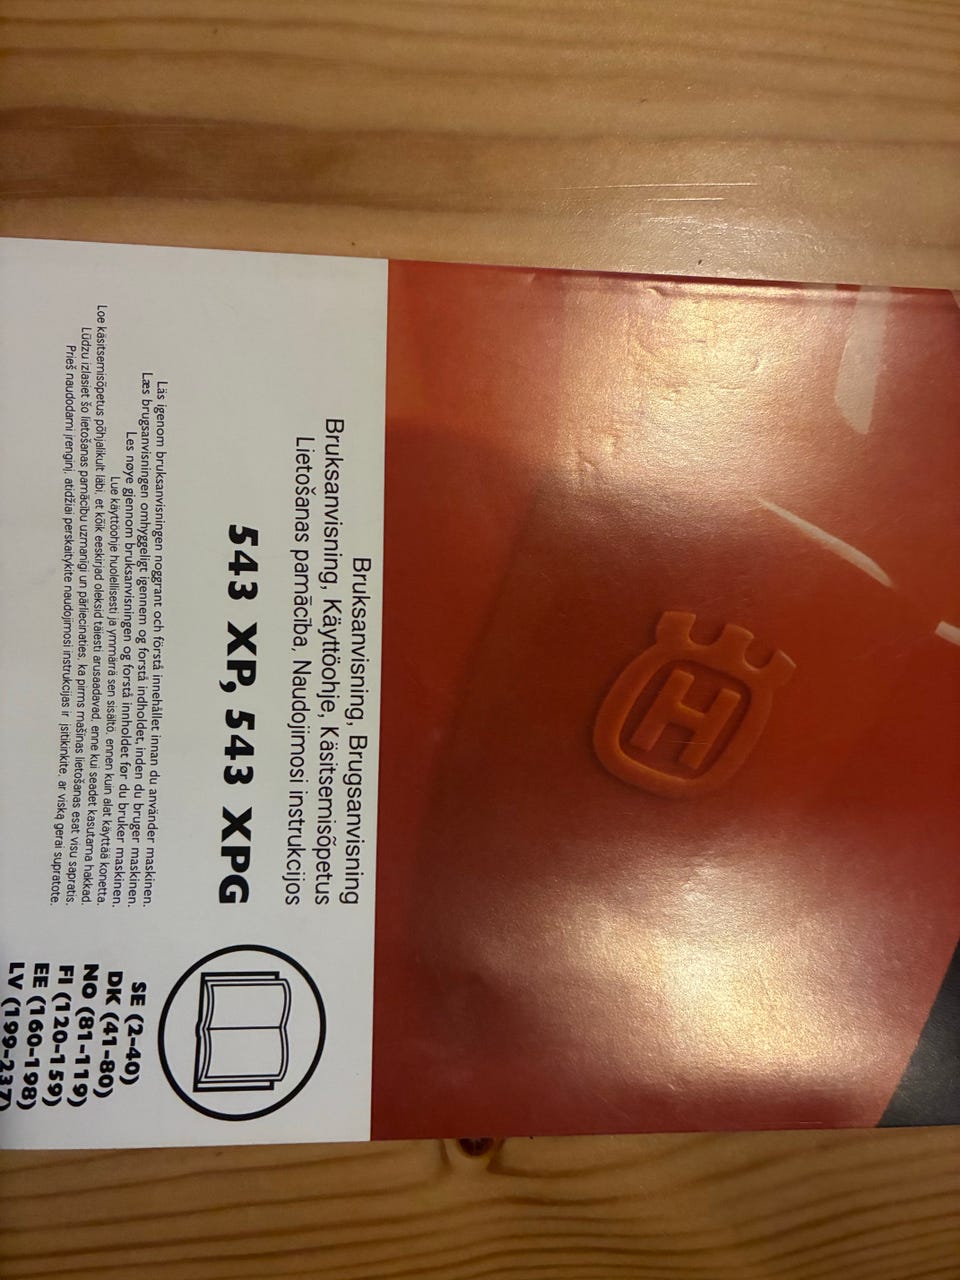 H
Bruksanvisning, Brugsanvisning
Bruksanvisning, Käyttöohje, Käsitsemisõpetus
Lietošanas pamācība, Naudojimosi instrukcijos
543 XP, 543 XPG
Läs igenom bruksanvisningen noggrant och förstå innehållet innan du använder maskinen.
Læs brugsanvisningen omhyggeligt igennem og forstå indholdet, inden du bruger maskinen.
Les nøye gjennom bruksanvisningen og forstå innholdet før du bruker maskinen.
Lue käyttöohje huolellisesti ja ymmärrä sen sisältö, ennen kuin alat käyttää konetta.
Loe käsitsemisõpetus põhjalikult läbi, et kõik eeskirjad oleksid täiesti arusaadavad, enne kui seadet kasutama hakkad.
Lūdzu izlasiet šo lietošanas pamācību uzmanīgi un pārliecinaties, ka pirms mašīnas lietošanas esat visu sapratis.
Prieš naudodami įrenginį, atidžiai perskaitykite naudojimosi instrukcijas ir įsitikinkite, ar viską gerai supratote.
SE (2-40)
DK (41-80)
NO (81-119)
FI (120-159)
EE (160-198)
LV (199-237)